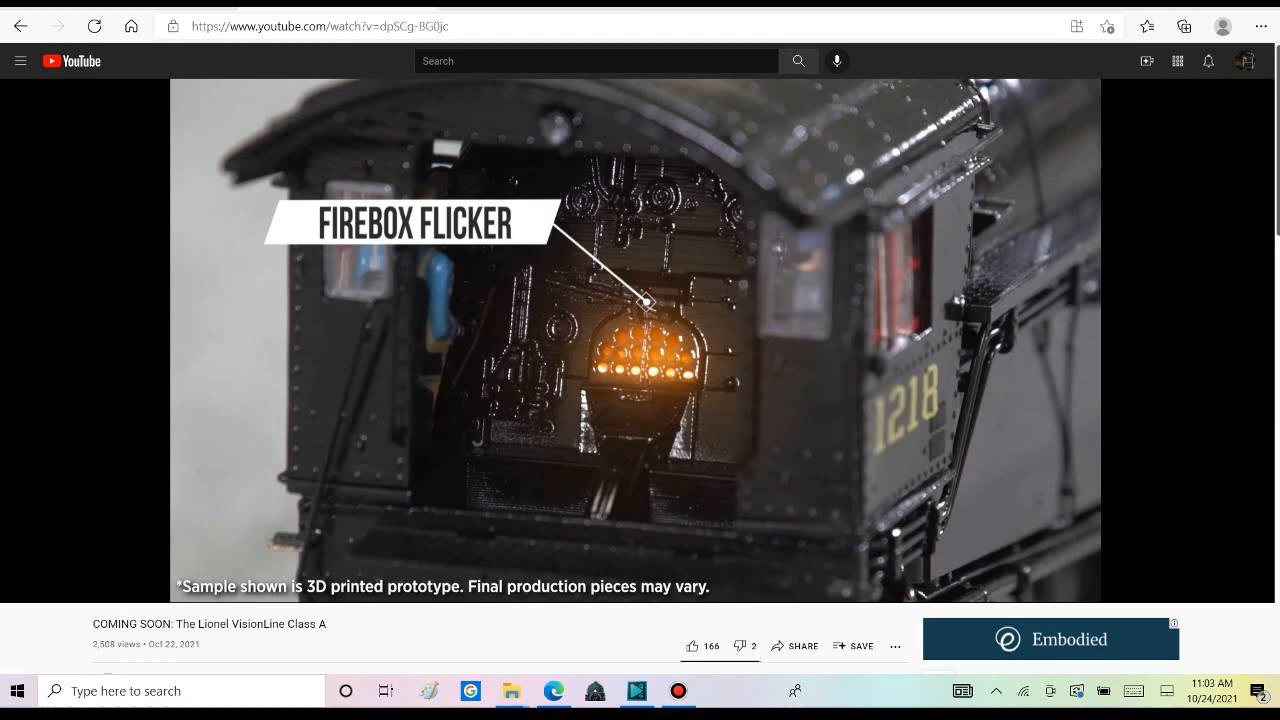 https://www.youtube.com/watch?v=dpSCg-BG0jc
YouTube
Search
FIREBOX FLICKER
1218
*Sample shown is 3D printed prototype. Final production pieces may vary.
COMING SOON: The Lionel VisionLine Class A
2,508 views • Oct 22, 2021
166
2
SHARE
SAVE
Embodied
Type here to search
11:03 AM
10/24/2021
2